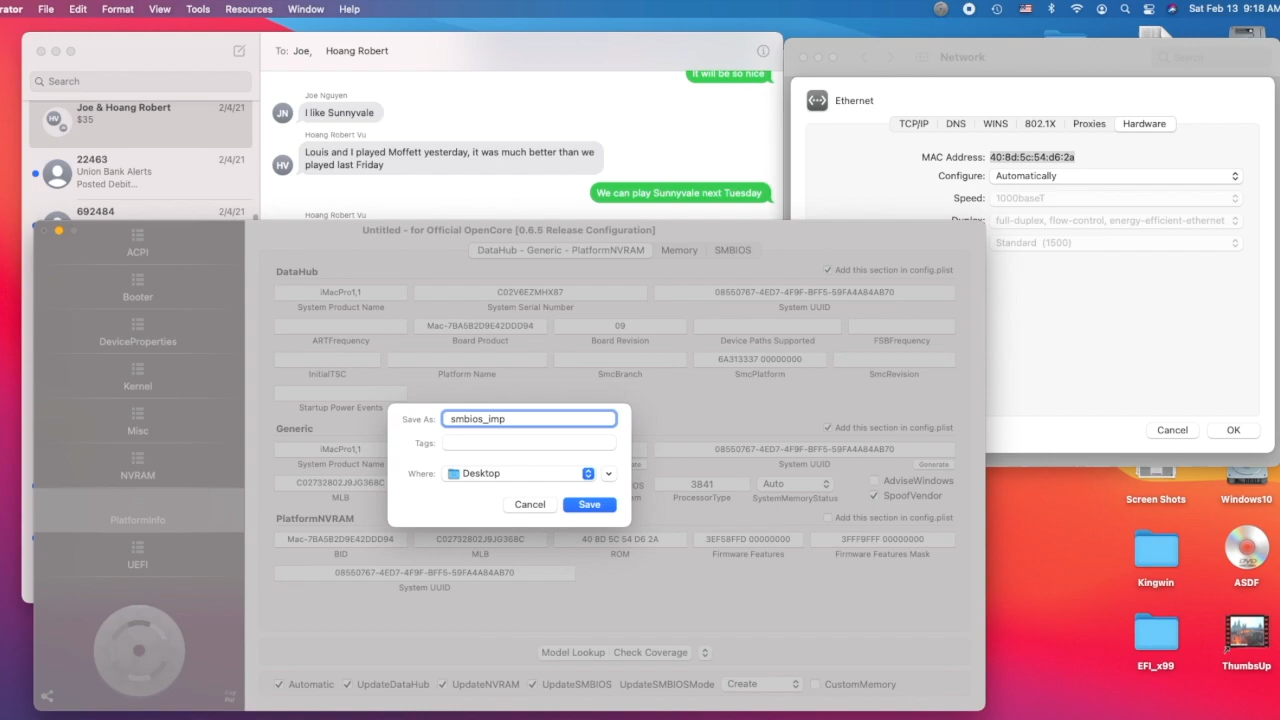 rator File Edit Format View Tools Resources Window Help Sat Feb 13 9:18 AM
Search
To: Joe, Hoang Robert
Joe & Hoang Robert 2/4/21
$35
22463 2/4/21
Union Bank Alerts
Posted Debit...
692484 2/4/21
It will be so nice
Joe Nguyen
JN I like Sunnyvale
Hoang Robert Vu
Louis and I played Moffett yesterday, it was much better than we
HV played last Friday
We can play Sunnyvale next Tuesday
Hoang Robert Vu
Network Search
Ethernet
TCP/IP DNS WINS 802.1X Proxies Hardware
MAC Address: 40:8d:5c:54:d6:2a
Configure: Automatically
Speed: 1000baseT
Duplex: full-duplex, flow-control, energy-efficient-ethernet
Standard (1500)
Cancel OK
Untitled - for Official OpenCore [0.6.5 Release Configuration]
ACPI
Booter
DeviceProperties
Kernel
Misc
NVRAM
PlatformInfo
UEFI
DataHub - Generic - PlatformNVRAM Memory SMBIOS
DataHub Add this section in config.plist
iMacPro1,1 C02V6EZMHX87 08550767-4ED7-4F9F-BFF5-59FA4A84AB70
System Product Name System Serial Number System UUID
Mac-7BA5B2D9E42DDD94 09
ARTFrequency Board Product Board Revision Device Paths Supported FSBFrequency
6A313337 00000000
InitialTSC Platform Name SmcBranch SmcPlatform SmcRevision
Startup Power Events
Generic Add this section in config.plist
iMacPro1,1 08550767-4ED7-4F9F-BFF5-59FA4A84AB70
System Product Name System UUID Generate
C02732802J9JG368C 3841 Auto AdviseWindows
MLB ProcessorType SystemMemoryStatus SpoofVendor
Save As: smbios_imp
Tags:
Where: Desktop
Cancel Save
PlatformNVRAM Add this section in config.plist
Mac-7BA5B2D9E42DDD94 C02732802J9JG368C 40 8D 5C 54 D6 2A 3EF58FFD 00000000 3FFF9FFF 00000000
BID MLB ROM Firmware Features Firmware Features Mask
08550767-4ED7-4F9F-BFF5-59FA4A84AB70
System UUID
Model Lookup Check Coverage
Automatic UpdateDataHub UpdateNVRAM UpdateSMBIOS UpdateSMBIOSMode Create CustomMemory
Screen Shots Windows10
Kingwin ASDF
EFI_x99 ThumbsUp